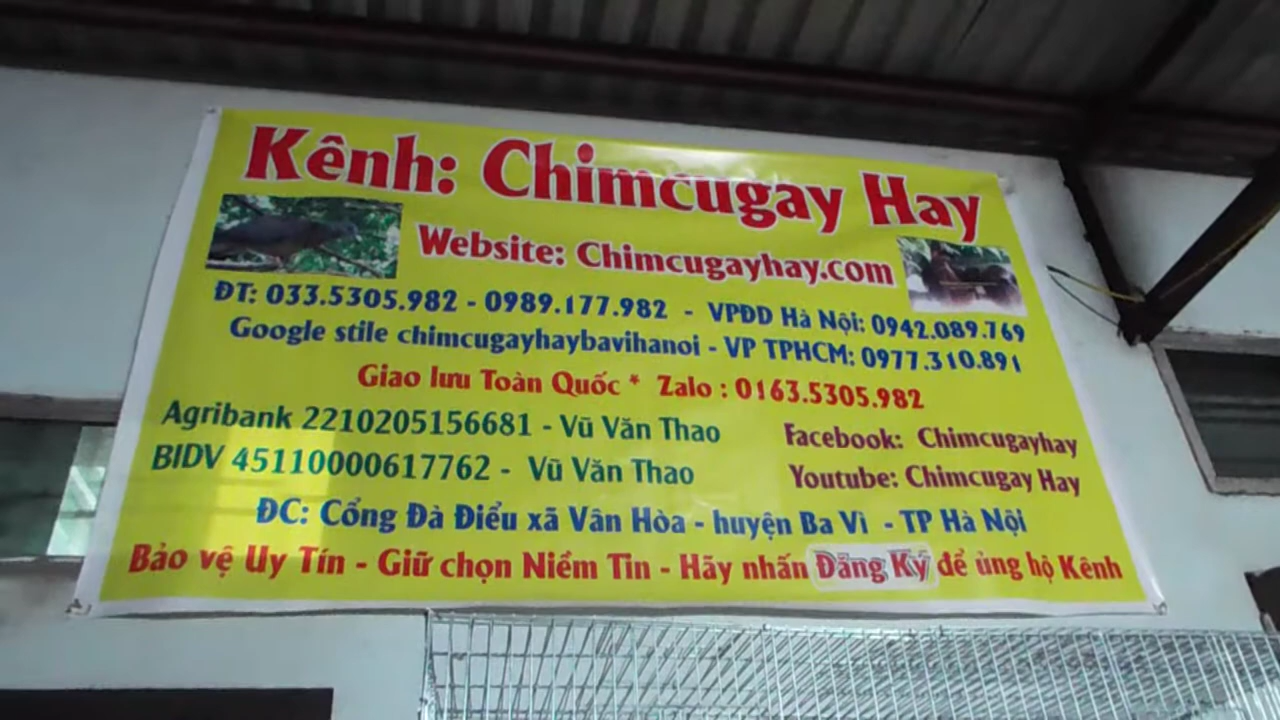 Kênh: Chimcugay Hay
Website: Chimcugayhay.com
ĐT: 033.5305.982 - 0989.177.982 - VPĐD Hà Nội: 0942.089.769
Google stile chimcugayhaybavihanoi - VP TPHCM: 0977.310.891
Giao lưu Toàn Quốc * Zalo : 0163.5305.982
Agribank 2210205156681 - Vũ Văn Thao
Facebook: Chimcugayhay
BIDV 45110000617762 - Vũ Văn Thao
Youtube: Chimcugay Hay
ĐC: Cổng Đà Điểu xã Vân Hòa - huyện Ba Vì - TP Hà Nội
Bảo vệ Uy Tín - Giữ chọn Niềm Tin - Hãy nhấn Đăng Ký để ủng hộ Kênh